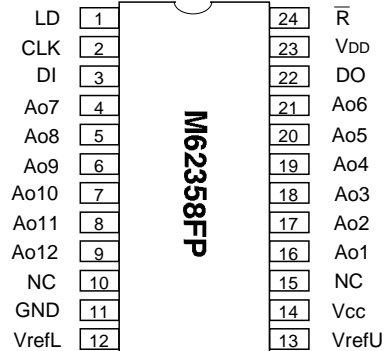 LD 1 24 R̅
CLK 2 23 VDD
DI 3 22 DO
Ao7 4 21 Ao6
Ao8 5 20 Ao5
Ao9 6 19 Ao4
Ao10 7 18 Ao3
Ao11 8 17 Ao2
Ao12 9 16 Ao1
NC 10 15 NC
GND 11 14 Vcc
VrefL 12 13 VrefU
M62358FP